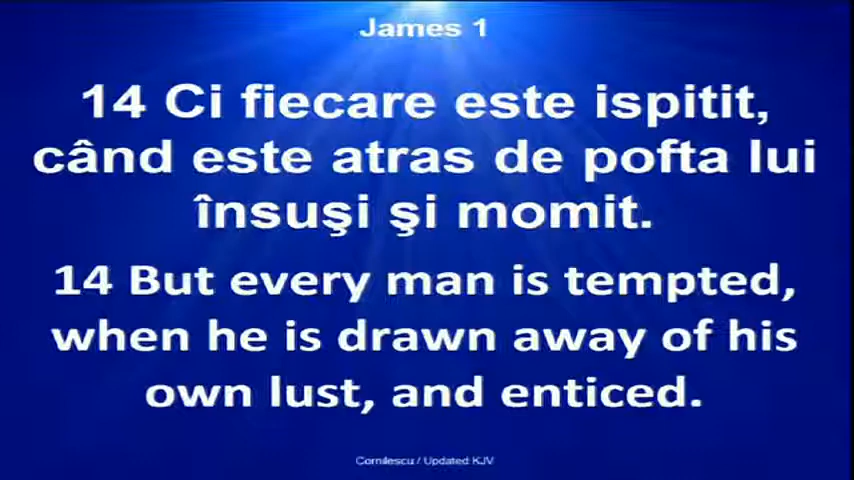 James 1
14 Ci fiecare este ispitit,
când este atras de pofta lui
însuşi şi momit.
14 But every man is tempted,
when he is drawn away of his
own lust, and enticed.
Cornilescu / Updated KJV